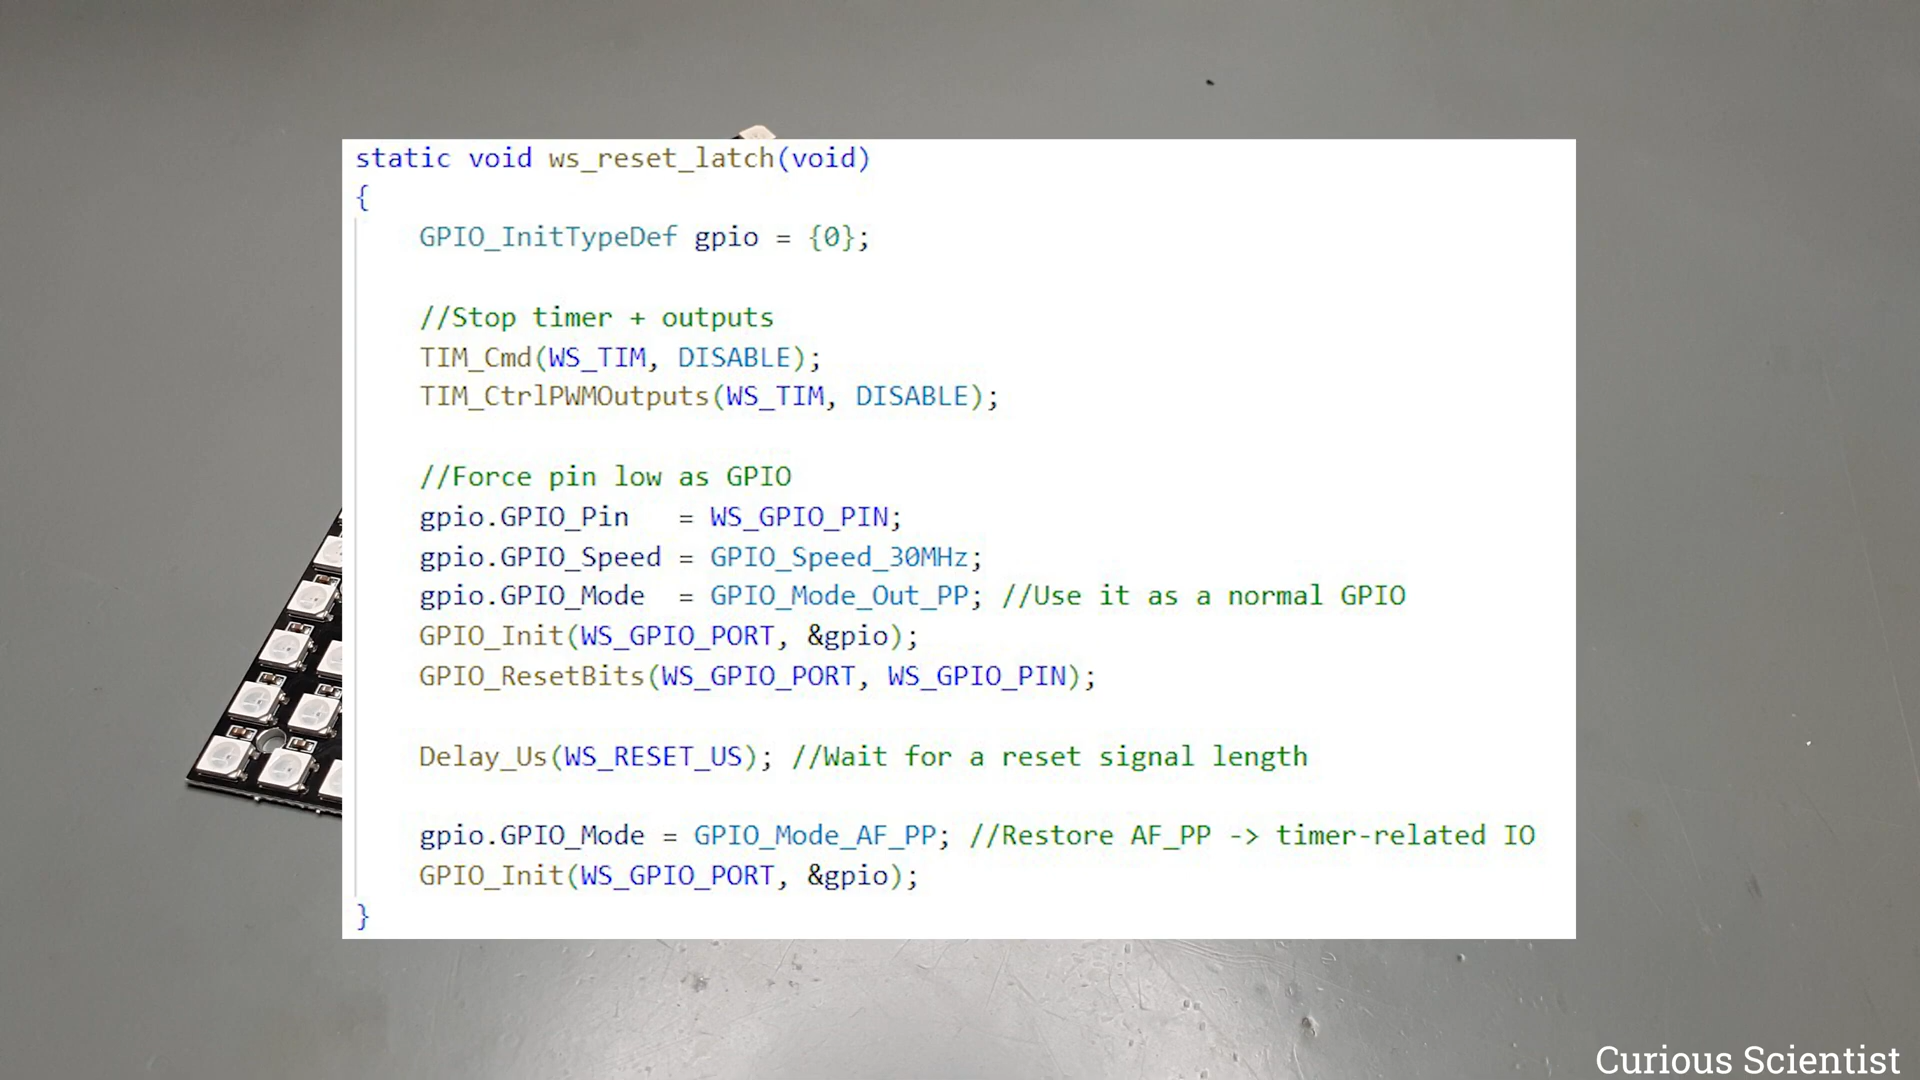 static void ws_reset_latch(void)
{
    GPIO_InitTypeDef gpio = {0};
    //Stop timer + outputs
    TIM_Cmd(WS_TIM, DISABLE);
    TIM_CtrlPWMOutputs(WS_TIM, DISABLE);
    //Force pin low as GPIO
    gpio.GPIO_Pin   = WS_GPIO_PIN;
    gpio.GPIO_Speed = GPIO_Speed_30MHz;
    gpio.GPIO_Mode  = GPIO_Mode_Out_PP; //Use it as a normal GPIO
    GPIO_Init(WS_GPIO_PORT, &gpio);
    GPIO_ResetBits(WS_GPIO_PORT, WS_GPIO_PIN);
    Delay_Us(WS_RESET_US); //Wait for a reset signal length
    gpio.GPIO_Mode = GPIO_Mode_AF_PP; //Restore AF_PP -> timer-related IO
    GPIO_Init(WS_GPIO_PORT, &gpio);
}
Curious Scientist